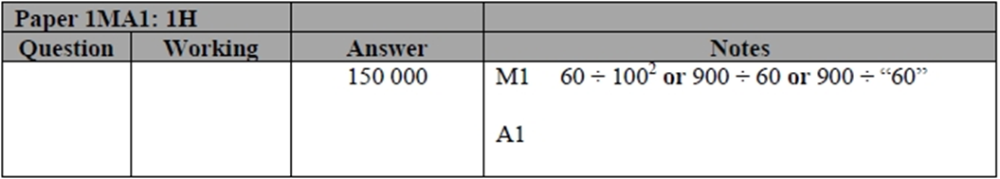 Paper 1MA1: 1H
Question Working Answer Notes
150 000 M1 60 ÷ 100² or 900 ÷ 60 or 900 ÷ “60”
A1